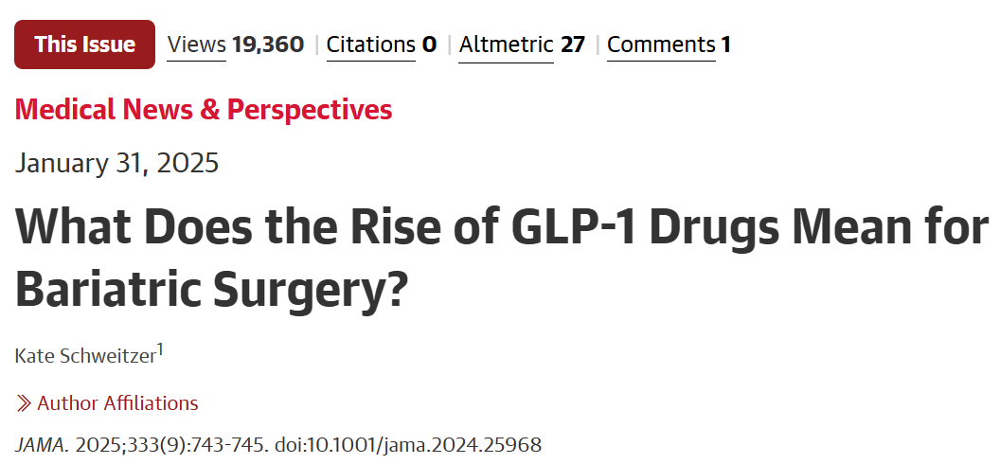 This Issue Views 19,360 | Citations 0 | Altmetric 27 | Comments 1
Medical News & Perspectives
January 31, 2025
What Does the Rise of GLP-1 Drugs Mean for
Bariatric Surgery?
Kate Schweitzer1
Author Affiliations
JAMA. 2025;333(9):743-745. doi:10.1001/jama.2024.25968